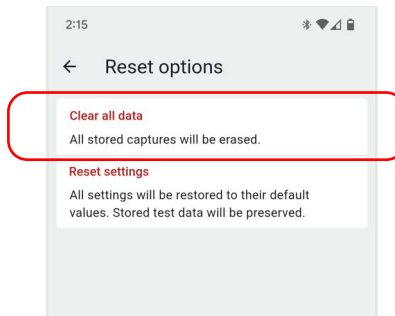 2:15
Reset options
Clear all data
All stored captures will be erased.
Reset settings
All settings will be restored to their default
values. Stored test data will be preserved.